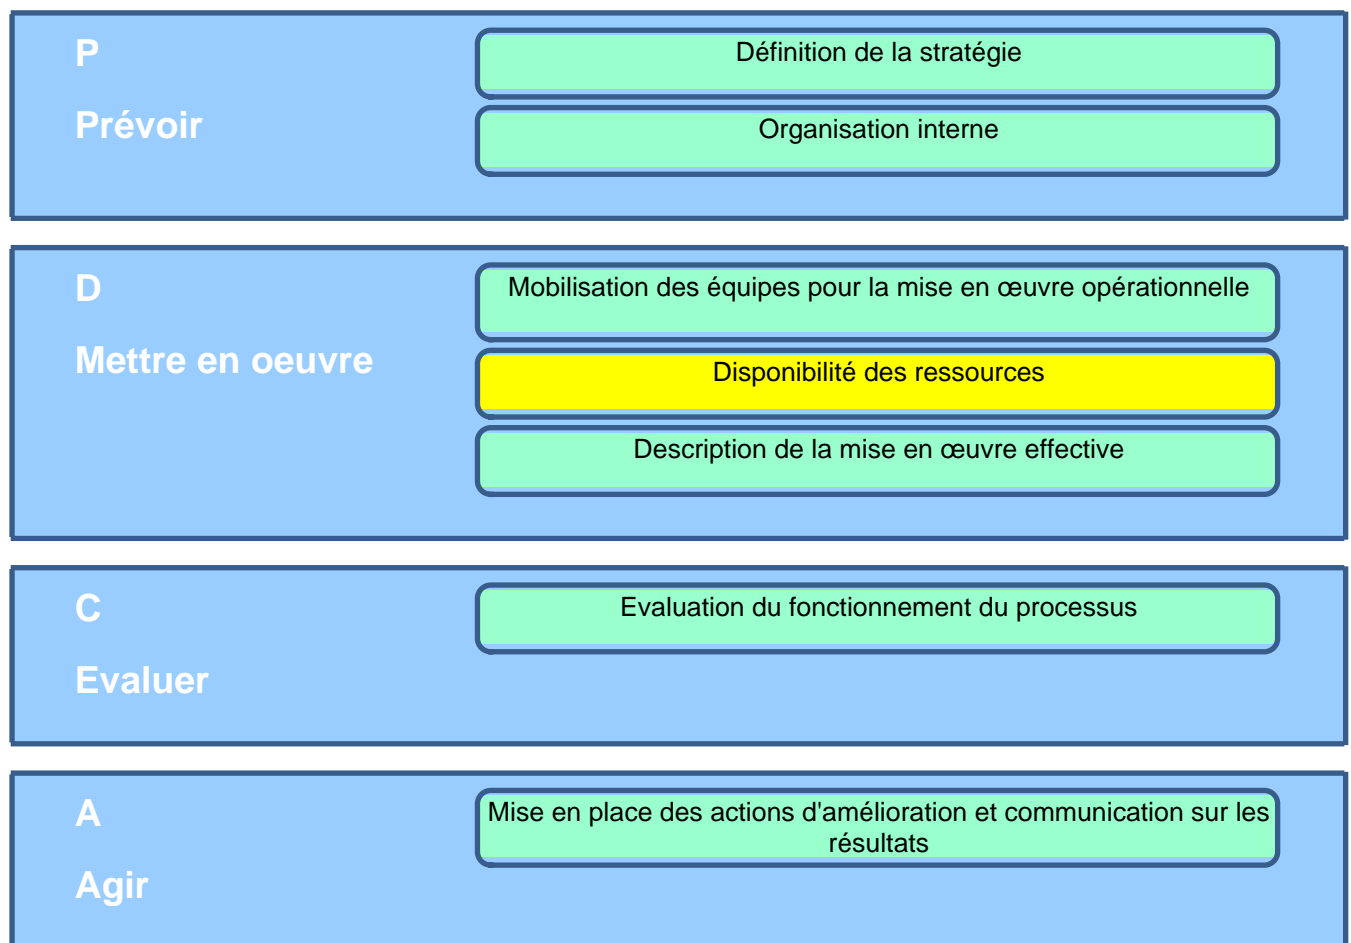 P
Prévoir
Définition de la stratégie
Organisation interne
D
Mettre en oeuvre
Mobilisation des équipes pour la mise en œuvre opérationnelle
Disponibilité des ressources
Description de la mise en œuvre effective
C
Evaluer
Evaluation du fonctionnement du processus
A
Agir
Mise en place des actions d'amélioration et communication sur les
résultats